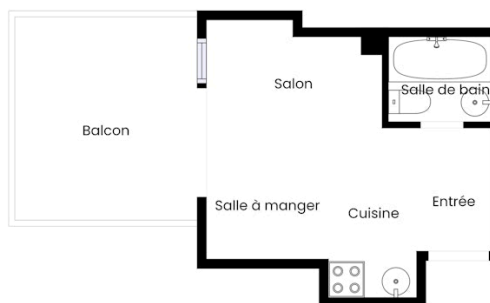 Salon
Salle de bain
Balcon
Salle à manger
Cuisine
Entrée